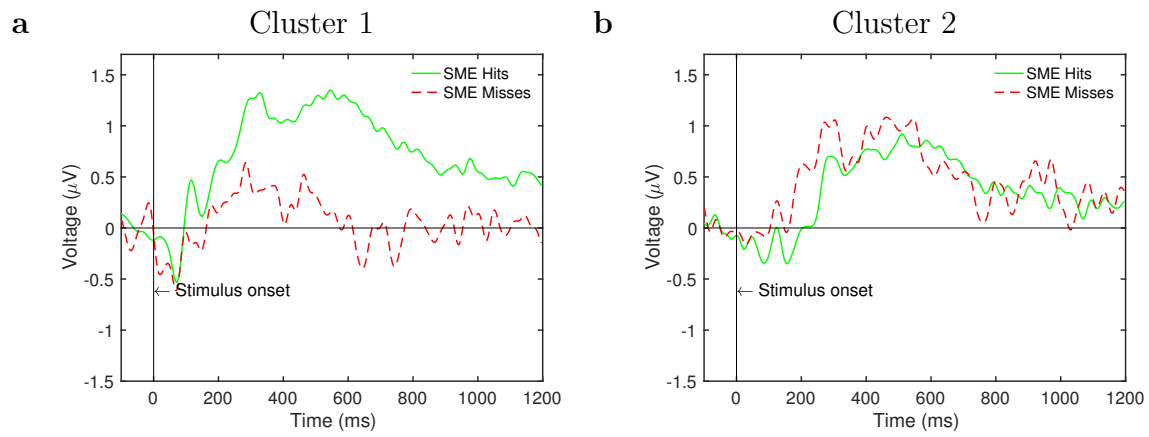 a Cluster 1
1.5
1
0.5
0
-0.5
-1
-1.5
Voltage (μV)
SME Hits
SME Misses
← Stimulus onset
0 200 400 600 800 1000 1200
Time (ms)
b Cluster 2
1.5
1
0.5
0
-0.5
-1
-1.5
Voltage (μV)
SME Hits
SME Misses
← Stimulus onset
0 200 400 600 800 1000 1200
Time (ms)